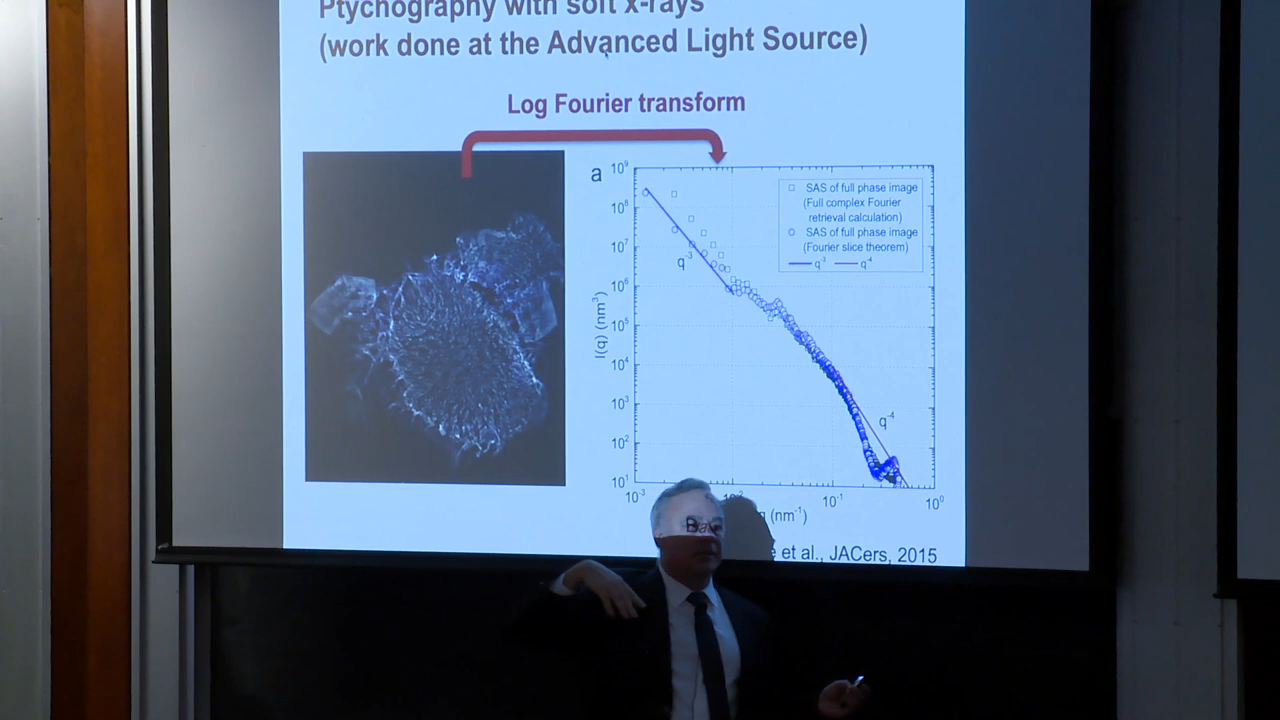 Ptychography with soft x-rays
(work done at the Advanced Light Source)
Log Fourier transform
a
SAS of full phase image
(Full complex Fourier
retrieval calculation)
SAS of full phase image
(Fourier slice theorem)
q⁻³ q⁻⁴
10⁹
10⁸
10⁷
10⁶
10⁵
10⁴
10³
10²
10¹
I(q) (nm³)
q⁻³
q⁻⁴
10⁻³
10⁻¹
10⁰
q (nm⁻¹)
et al., JACers, 2015